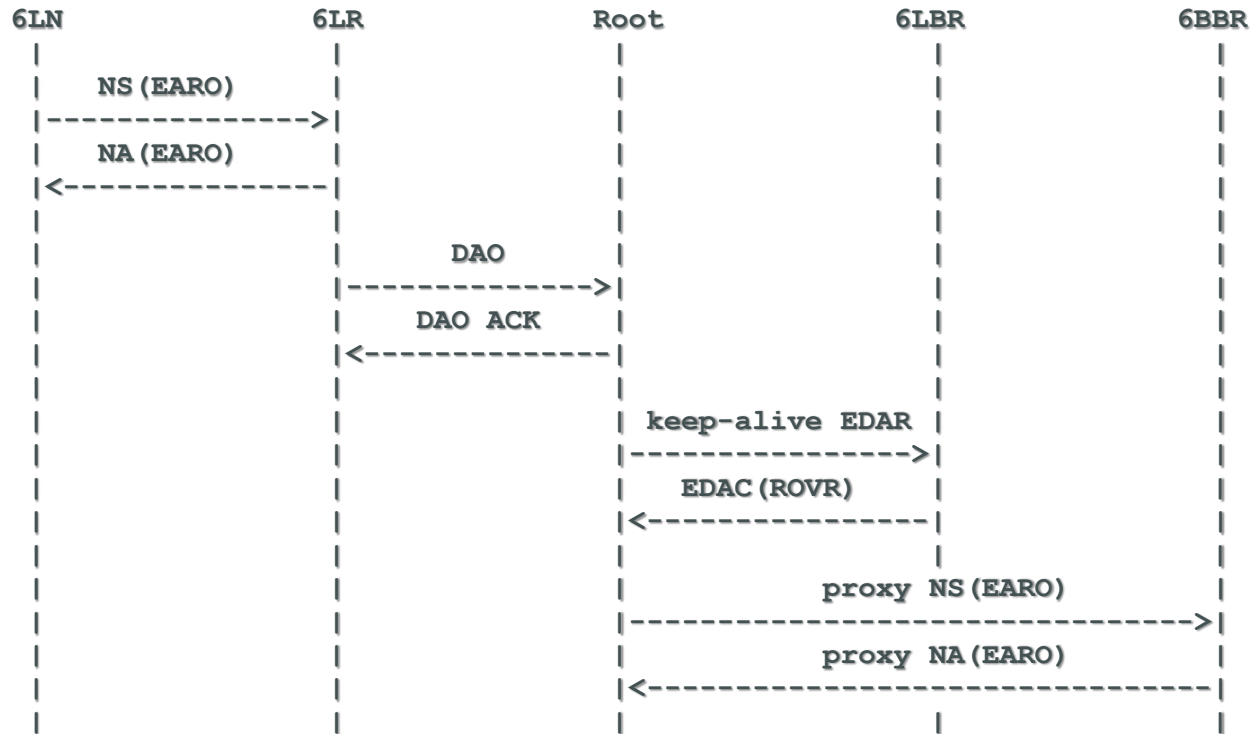 6LN 6LR Root 6LBR 6BBR
NS(EARO)
NA(EARO)
DAO
DAO ACK
keep-alive EDAR
EDAC(ROVR)
proxy NS(EARO)
proxy NA(EARO)